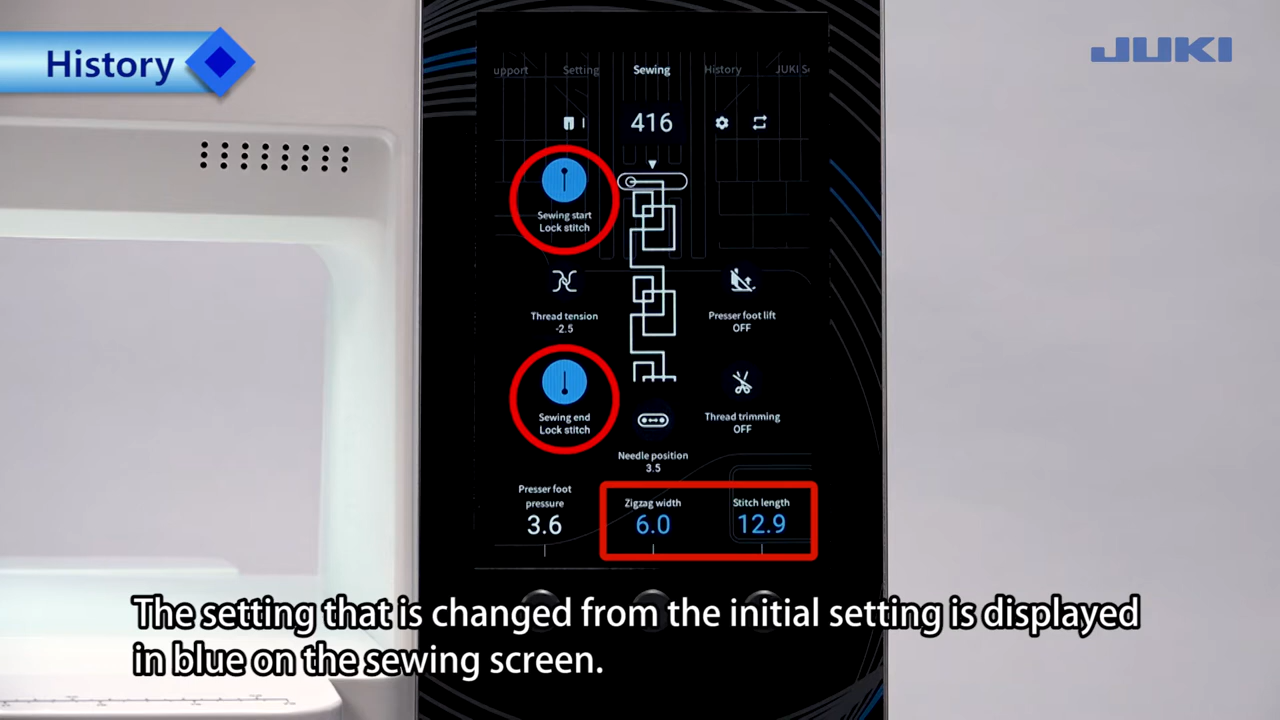 History
JUKI
upport Setting Sewing History JUKI S
416
Sewing start
Lock stitch
Thread tension
-2.5
Presser foot lift
OFF
Sewing end
Lock stitch
Thread trimming
OFF
Needle position
3.5
Presser foot
pressure
3.6
Zigzag width
6.0
Stitch length
12.9
The setting that is changed from the initial setting is displayed
in blue on the sewing screen.